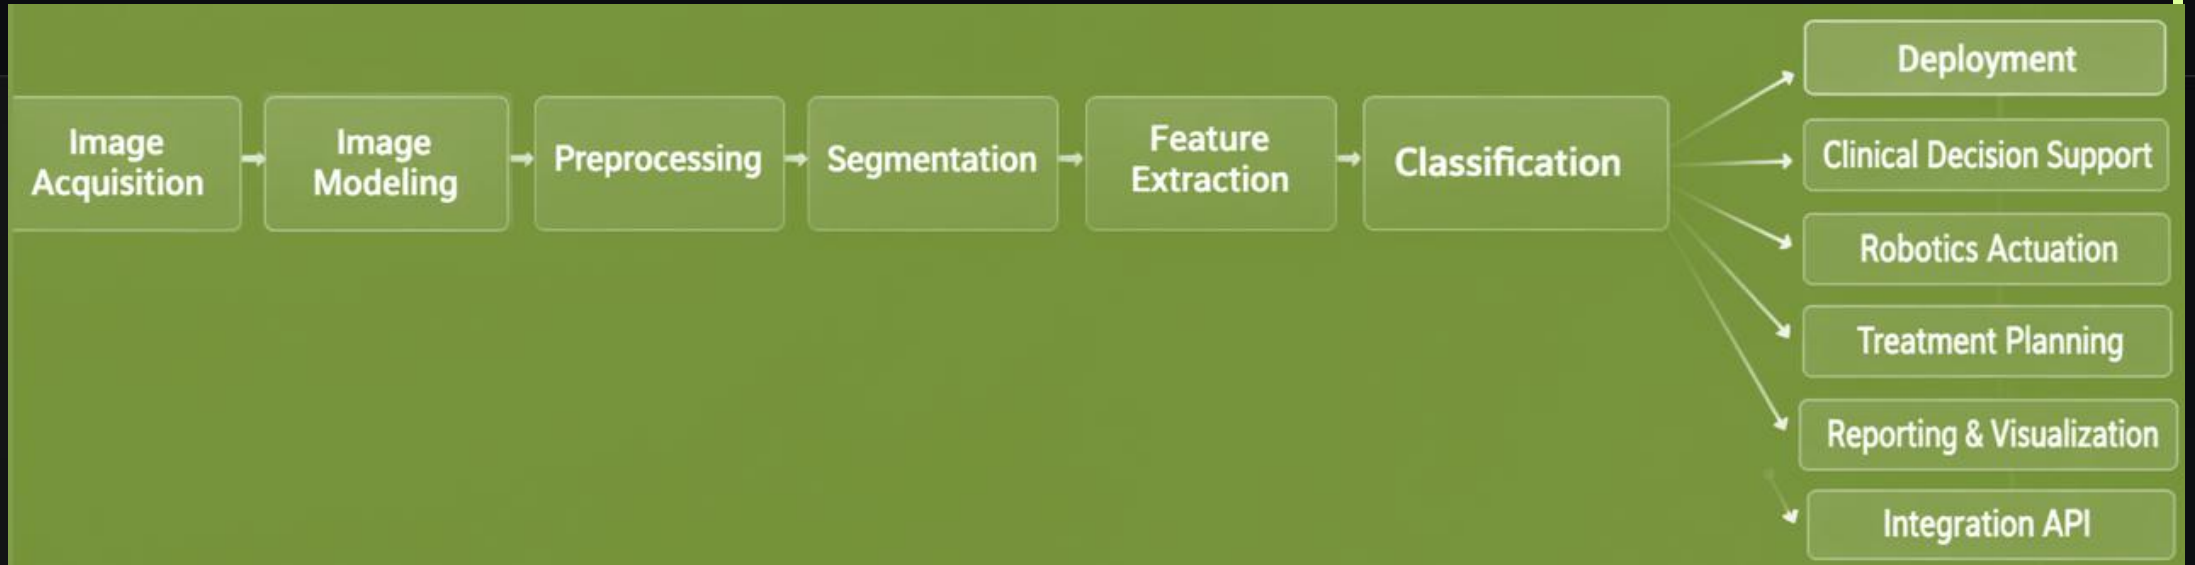 Image
Acquisition
Image
Modeling
Preprocessing
Segmentation
Feature
Extraction
Classification
Deployment
Clinical Decision Support
Robotics Actuation
Treatment Planning
Reporting & Visualization
Integration API